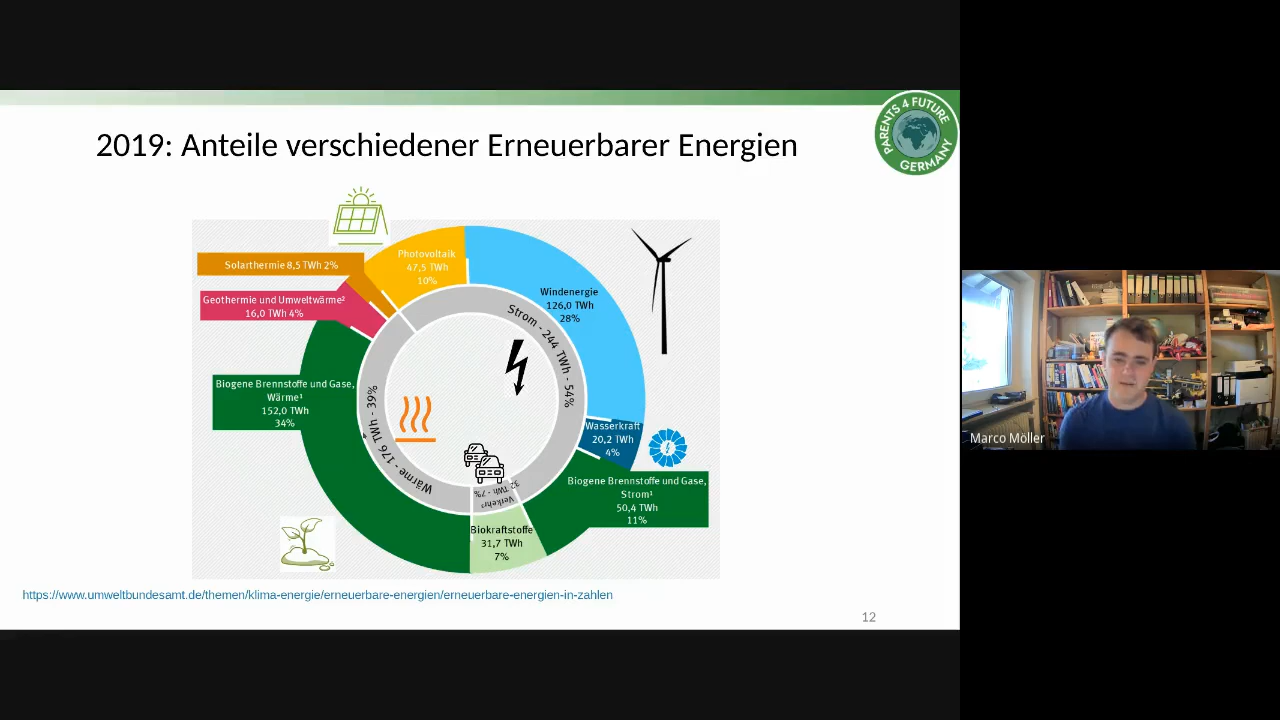 2019: Anteile verschiedener Erneuerbarer Energien
PARENTS 4 FUTURE
GERMANY
Photovoltaik
47,5 TWh
10%
Solarthermie 8,5 TWh 2%
Geothermie und Umweltwärme²
16,0 TWh 4%
Windenergie
126,0 TWh
28%
Strom - 244 TWh - 54%
Biogene Brennstoffe und Gase,
Wärme¹
152,0 TWh
34%
Wärme - 176 TWh - 39%
Wasserkraft
20,2 TWh
4%
Marco Möller
Biogene Brennstoffe und Gase,
Strom¹
50,4 TWh
11%
Verkehr³
32 TWh - 7%
Biokraftstoffe
31,7 TWh
7%
https://www.umweltbundesamt.de/themen/klima-energie/erneuerbare-energien/erneuerbare-energien-in-zahlen
12